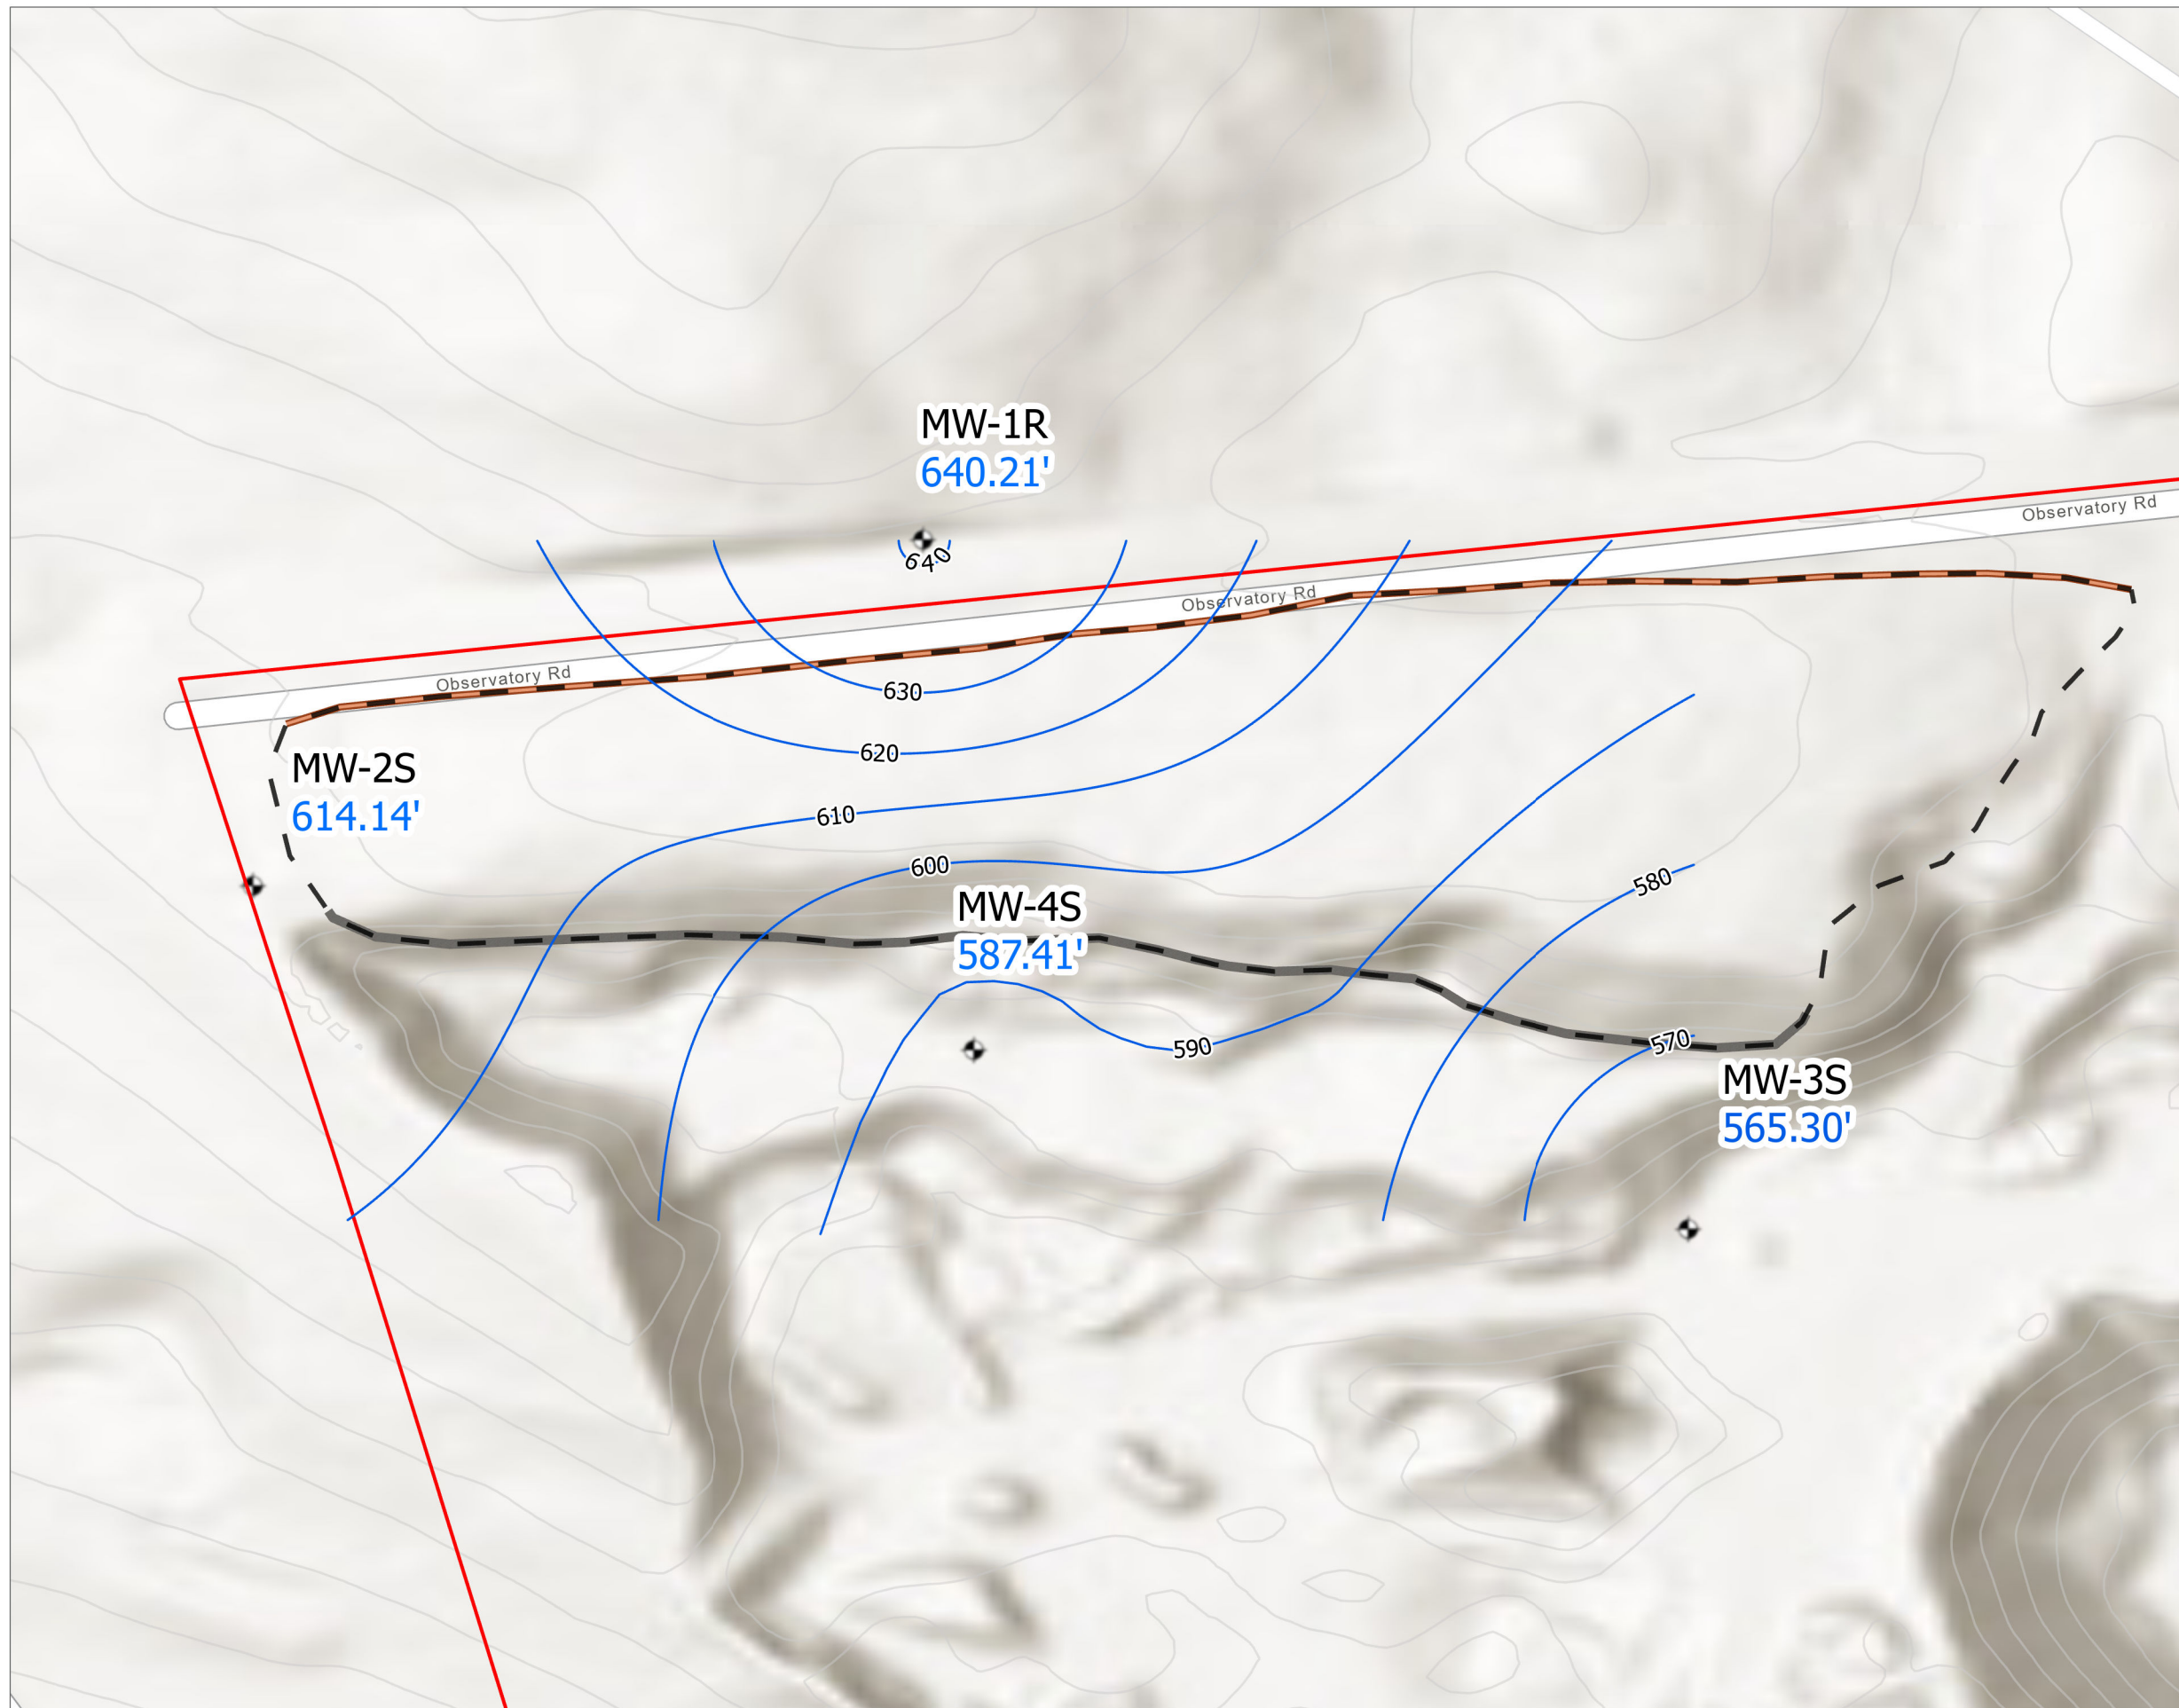 MW-1R
640.21'
Observatory Rd
640
Observatory Rd
Observatory Rd
630
620
MW-2S
614.14'
610
600
580
MW-4S
587.41'
590
570
MW-3S
565.30'